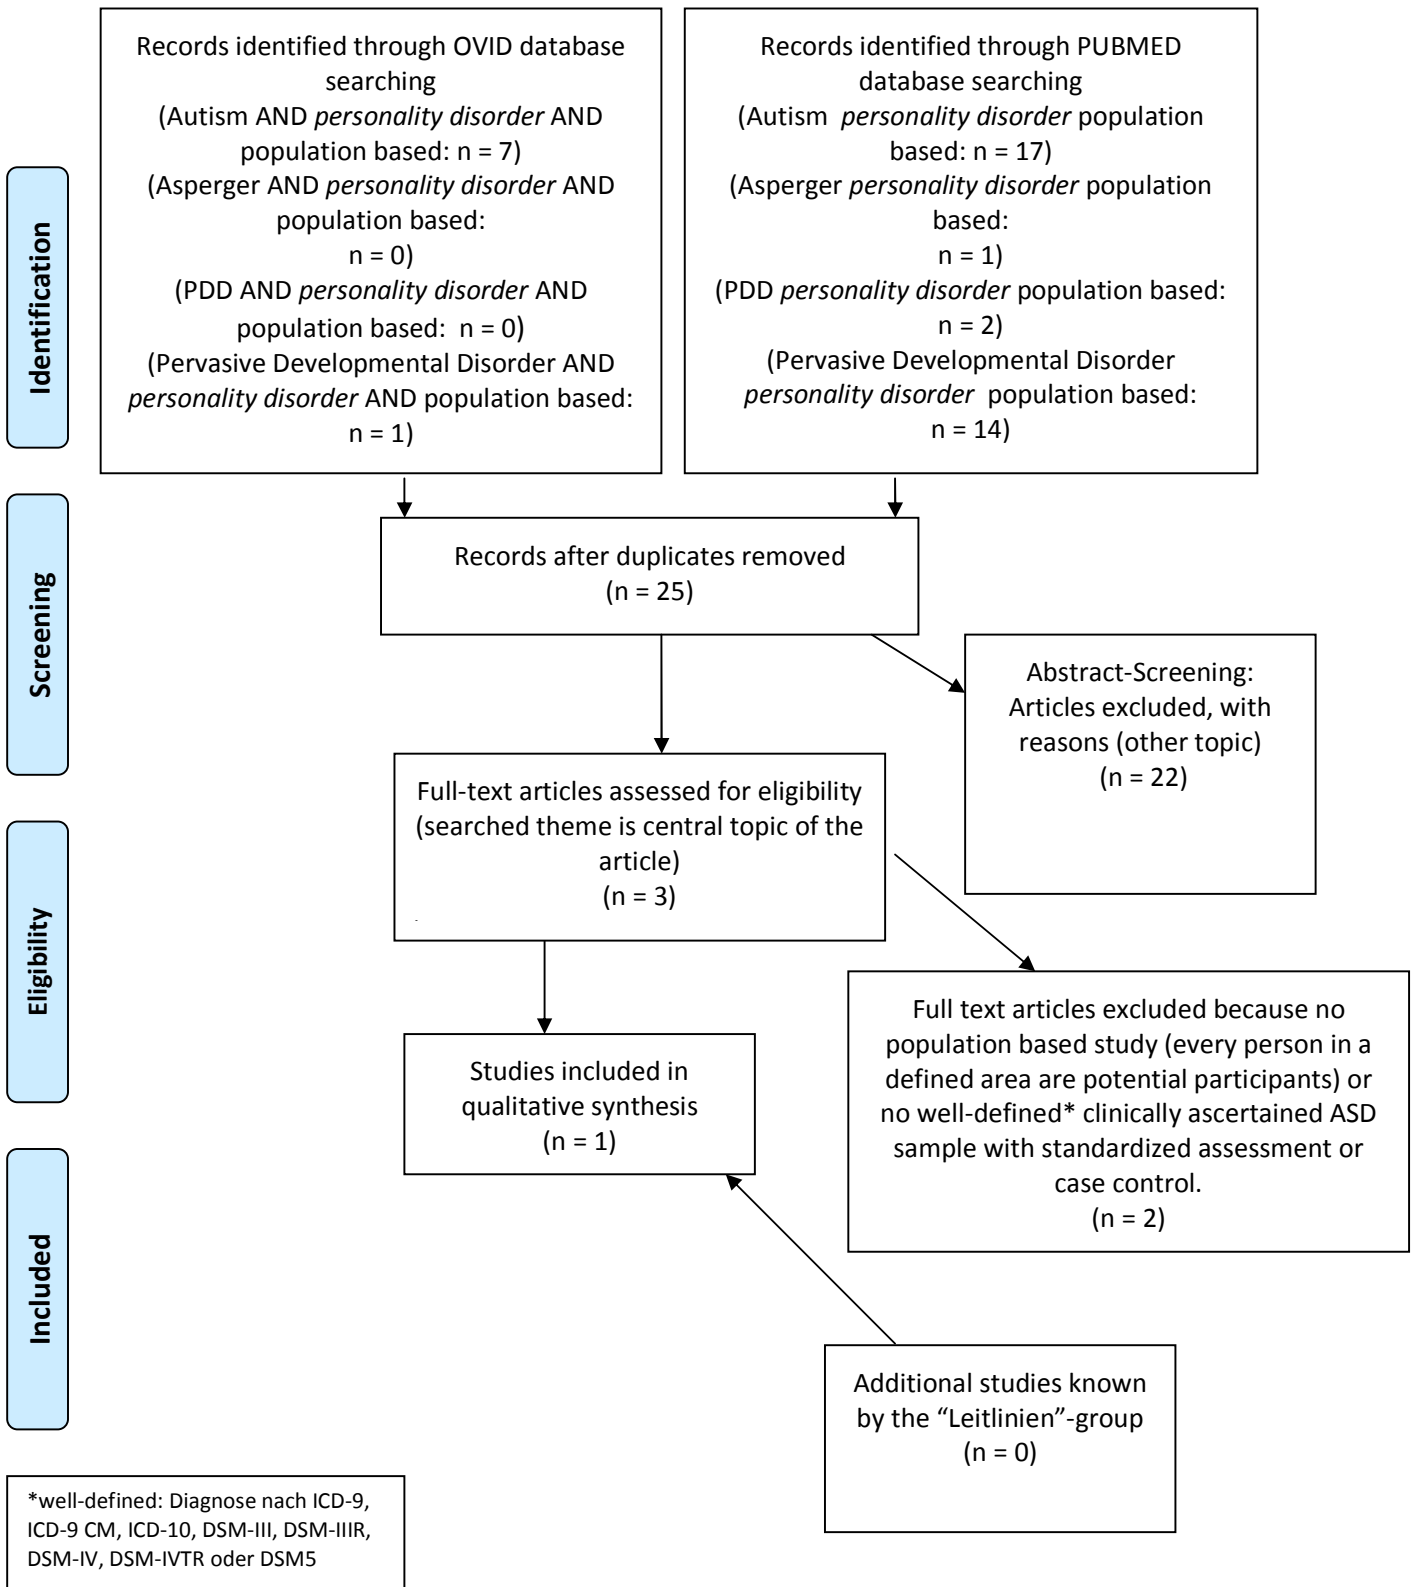 Records identified through OVID database
searching
(Autism AND personality disorder AND
population based: n = 7)
(Asperger AND personality disorder AND
population based:
n = 0)
(PDD AND personality disorder AND
population based: n = 0)
(Pervasive Developmental Disorder AND
personality disorder AND population based:
n = 1)
Records identified through PUBMED
database searching
(Autism personality disorder population
based: n = 17)
(Asperger personality disorder population
based:
n = 1)
(PDD personality disorder population based:
n = 2)
(Pervasive Developmental Disorder
personality disorder population based:
n = 14)
Identification
Screening
Records after duplicates removed
(n = 25)
Abstract-Screening:
Articles excluded, with
reasons (other topic)
(n = 22)
Full-text articles assessed for eligibility
(searched theme is central topic of the
article)
(n = 3)
Eligibility
Full text articles excluded because no
population based study (every person in a
defined area are potential participants) or
no well-defined* clinically ascertained ASD
sample with standardized assessment or
case control.
(n = 2)
Studies included in
qualitative synthesis
(n = 1)
Included
Additional studies known
by the “Leitlinien”-group
(n = 0)
*well-defined: Diagnose nach ICD-9,
ICD-9 CM, ICD-10, DSM-III, DSM-IIIR,
DSM-IV, DSM-IVTR oder DSM5